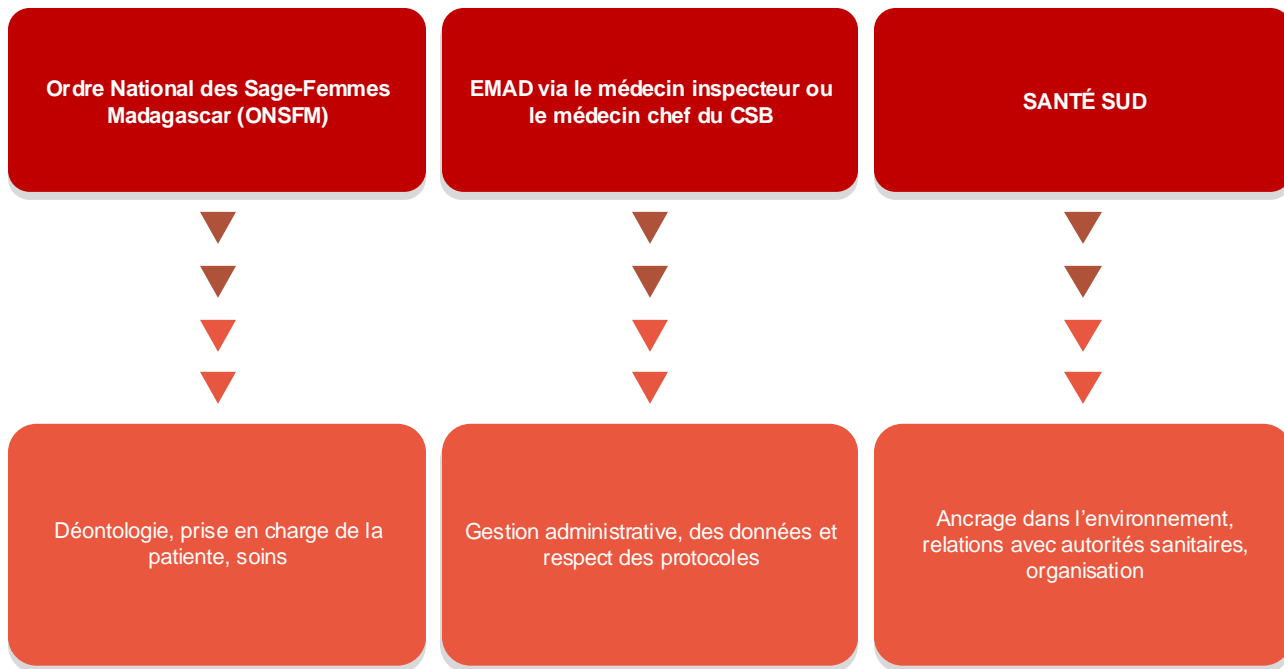 Ordre National des Sage-Femmes
Madagascar (ONSFM)
EMAD via le médecin inspecteur ou
le médecin chef du CSB
SANTÉ SUD
Déontologie, prise en charge de la
patiente, soins
Gestion administrative, des données et
respect des protocoles
Ancrage dans l’environnement,
relations avec autorités sanitaires,
organisation